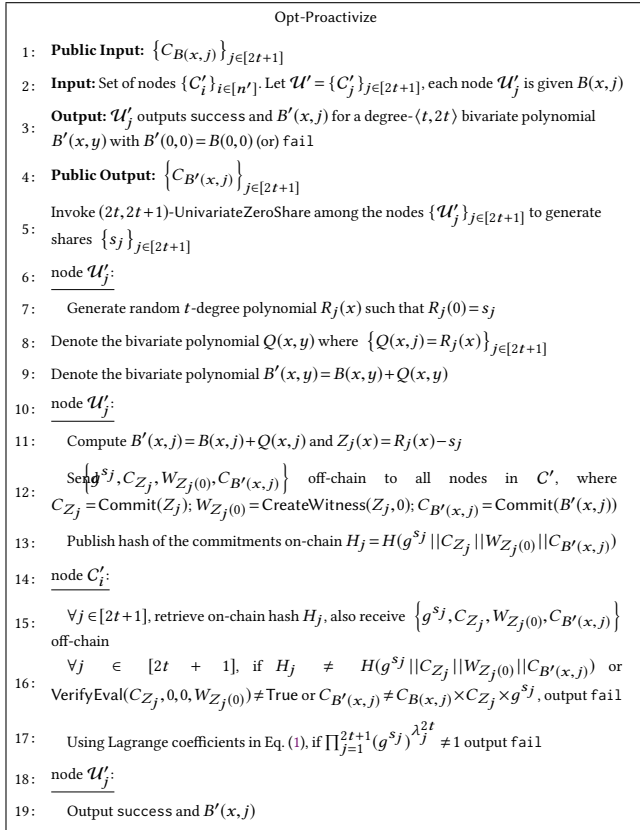 Opt-Proactivize
1: Public Input: {C_{B(x,j)}}_{j∈[2t+1]}
2: Input: Set of nodes {𝒞′_i}_{i∈[n′]}. Let 𝒰′ = {𝒞′_j}_{j∈[2t+1]}, each node 𝒰′_j is given B(x,j)
3: Output: 𝒰′_j outputs success and B′(x,j) for a degree-⟨t,2t⟩ bivariate polynomial
B′(x,y) with B′(0,0)=B(0,0) (or) fail
4: Public Output: {C_{B′(x,j)}}_{j∈[2t+1]}
5: Invoke (2t,2t+1)-UnivariateZeroShare among the nodes {𝒰′_j}_{j∈[2t+1]} to generate
shares {s_j}_{j∈[2t+1]}
6: node 𝒰′_j:
7: Generate random t-degree polynomial R_j(x) such that R_j(0)=s_j
8: Denote the bivariate polynomial Q(x,y) where {Q(x,j)=R_j(x)}_{j∈[2t+1]}
9: Denote the bivariate polynomial B′(x,y)=B(x,y)+Q(x,y)
10: node 𝒰′_j:
11: Compute B′(x,j)=B(x,j)+Q(x,j) and Z_j(x)=R_j(x)−s_j
12: Send {g^{s_j},C_{Z_j},W_{Z_j(0)},C_{B′(x,j)}} off-chain to all nodes in 𝒞′, where
C_{Z_j}=Commit(Z_j); W_{Z_j(0)}=CreateWitness(Z_j,0); C_{B′(x,j)}=Commit(B′(x,j))
13: Publish hash of the commitments on-chain H_j=H(g^{s_j}||C_{Z_j}||W_{Z_j(0)}||C_{B′(x,j)})
14: node 𝒞′_i:
15: ∀j∈[2t+1], retrieve on-chain hash H_j, also receive {g^{s_j},C_{Z_j},W_{Z_j(0)},C_{B′(x,j)}}
off-chain
16: ∀j ∈ [2t + 1], if H_j ≠ H(g^{s_j}||C_{Z_j}||W_{Z_j(0)}||C_{B′(x,j)}) or
VerifyEval(C_{Z_j},0,0,W_{Z_j(0)})≠True or C_{B′(x,j)}≠C_{B(x,j)}×C_{Z_j}×g^{s_j}, output fail
17: Using Lagrange coefficients in Eq. (1), if ∏_{j=1}^{2t+1}(g^{s_j})^{λ_j^{2t}} ≠1 output fail
18: node 𝒰′_j:
19: Output success and B′(x,j)